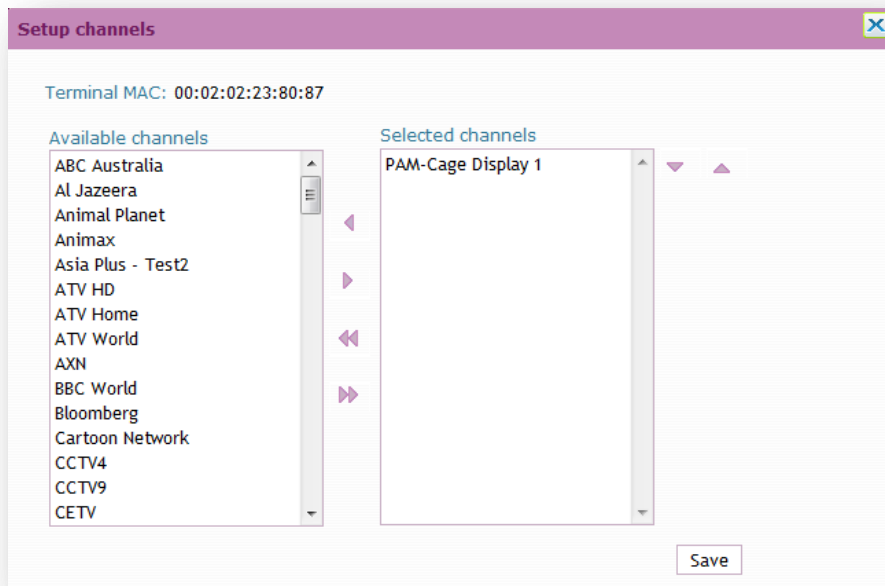 Setup channels
Terminal MAC: 00:02:02:23:80:87
Available channels
ABC Australia
Al Jazeera
Animal Planet
Animax
Asia Plus - Test2
ATV HD
ATV Home
ATV World
AXN
BBC World
Bloomberg
Cartoon Network
CCTV4
CCTV9
CETV
Selected channels
PAM-Cage Display 1
Save